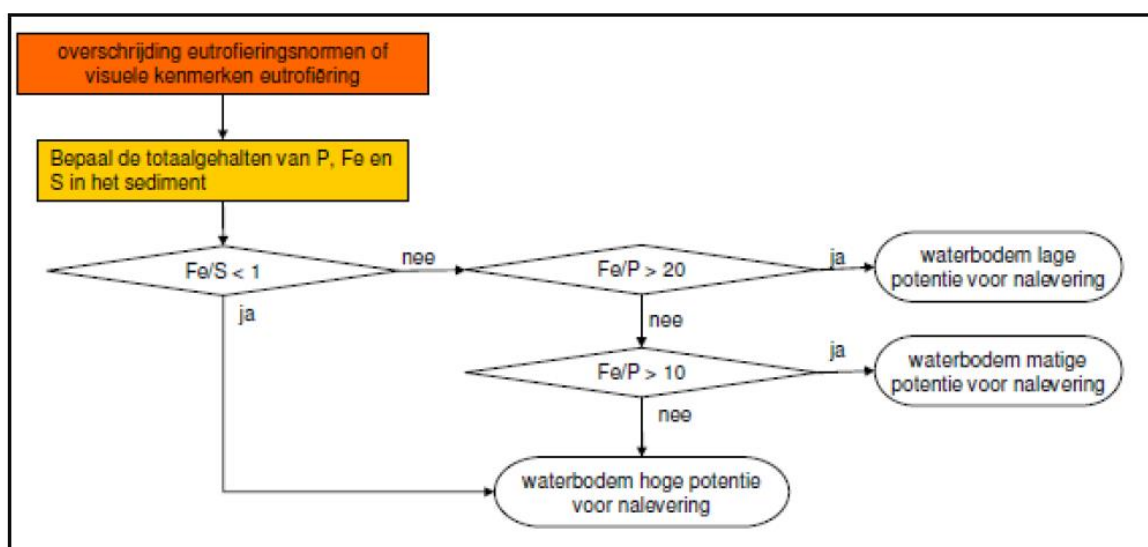 overschrijding eutrofieringsnormen of
visuele kenmerken eutrofiëring
Bepaal de totaalgehalten van P, Fe en
S in het sediment
Fe/S < 1
nee
Fe/P > 20
ja
waterbodem lage
potentie voor nalevering
ja
nee
Fe/P > 10
ja
waterbodem matige
potentie voor nalevering
nee
waterbodem hoge potentie
voor nalevering